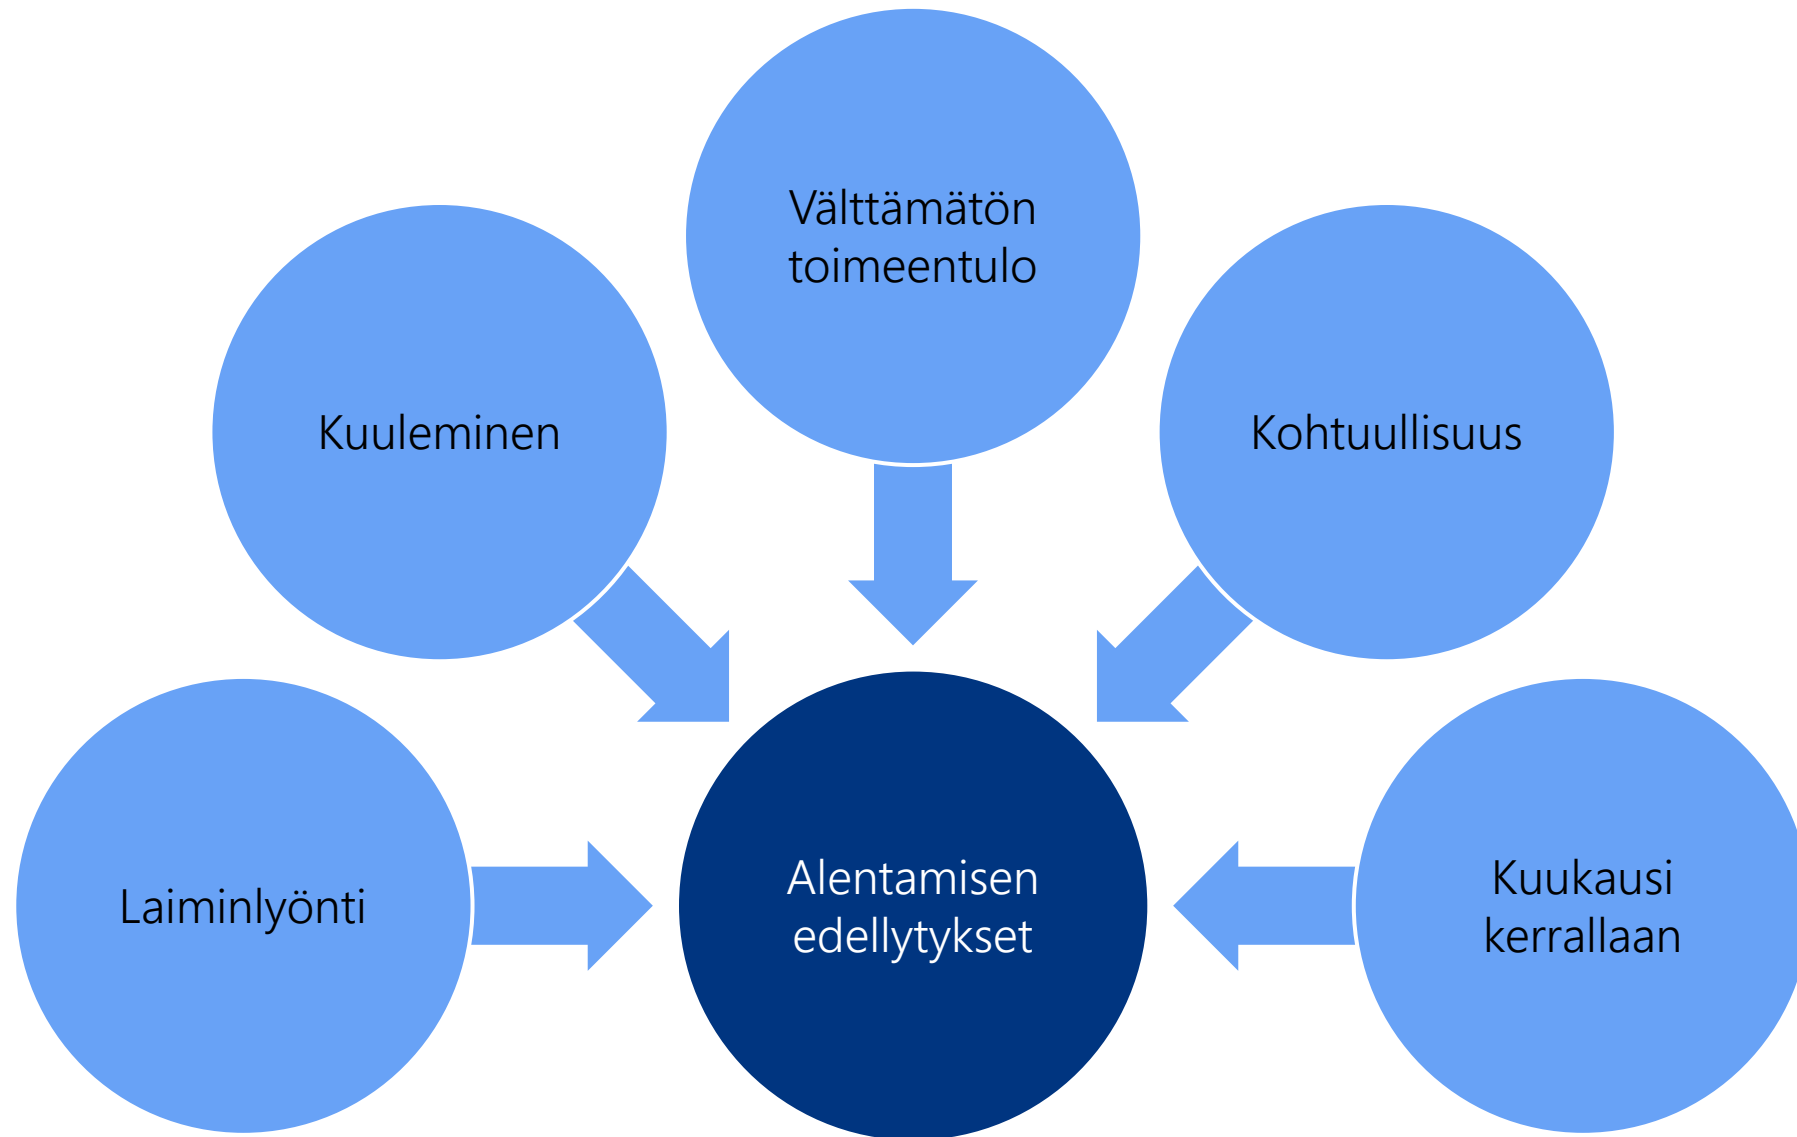 Välttämätön
toimeentulo
Kuuleminen
Kohtuullisuus
Laiminlyönti
Alentamisen
edellytykset
Kuukausi
kerrallaan